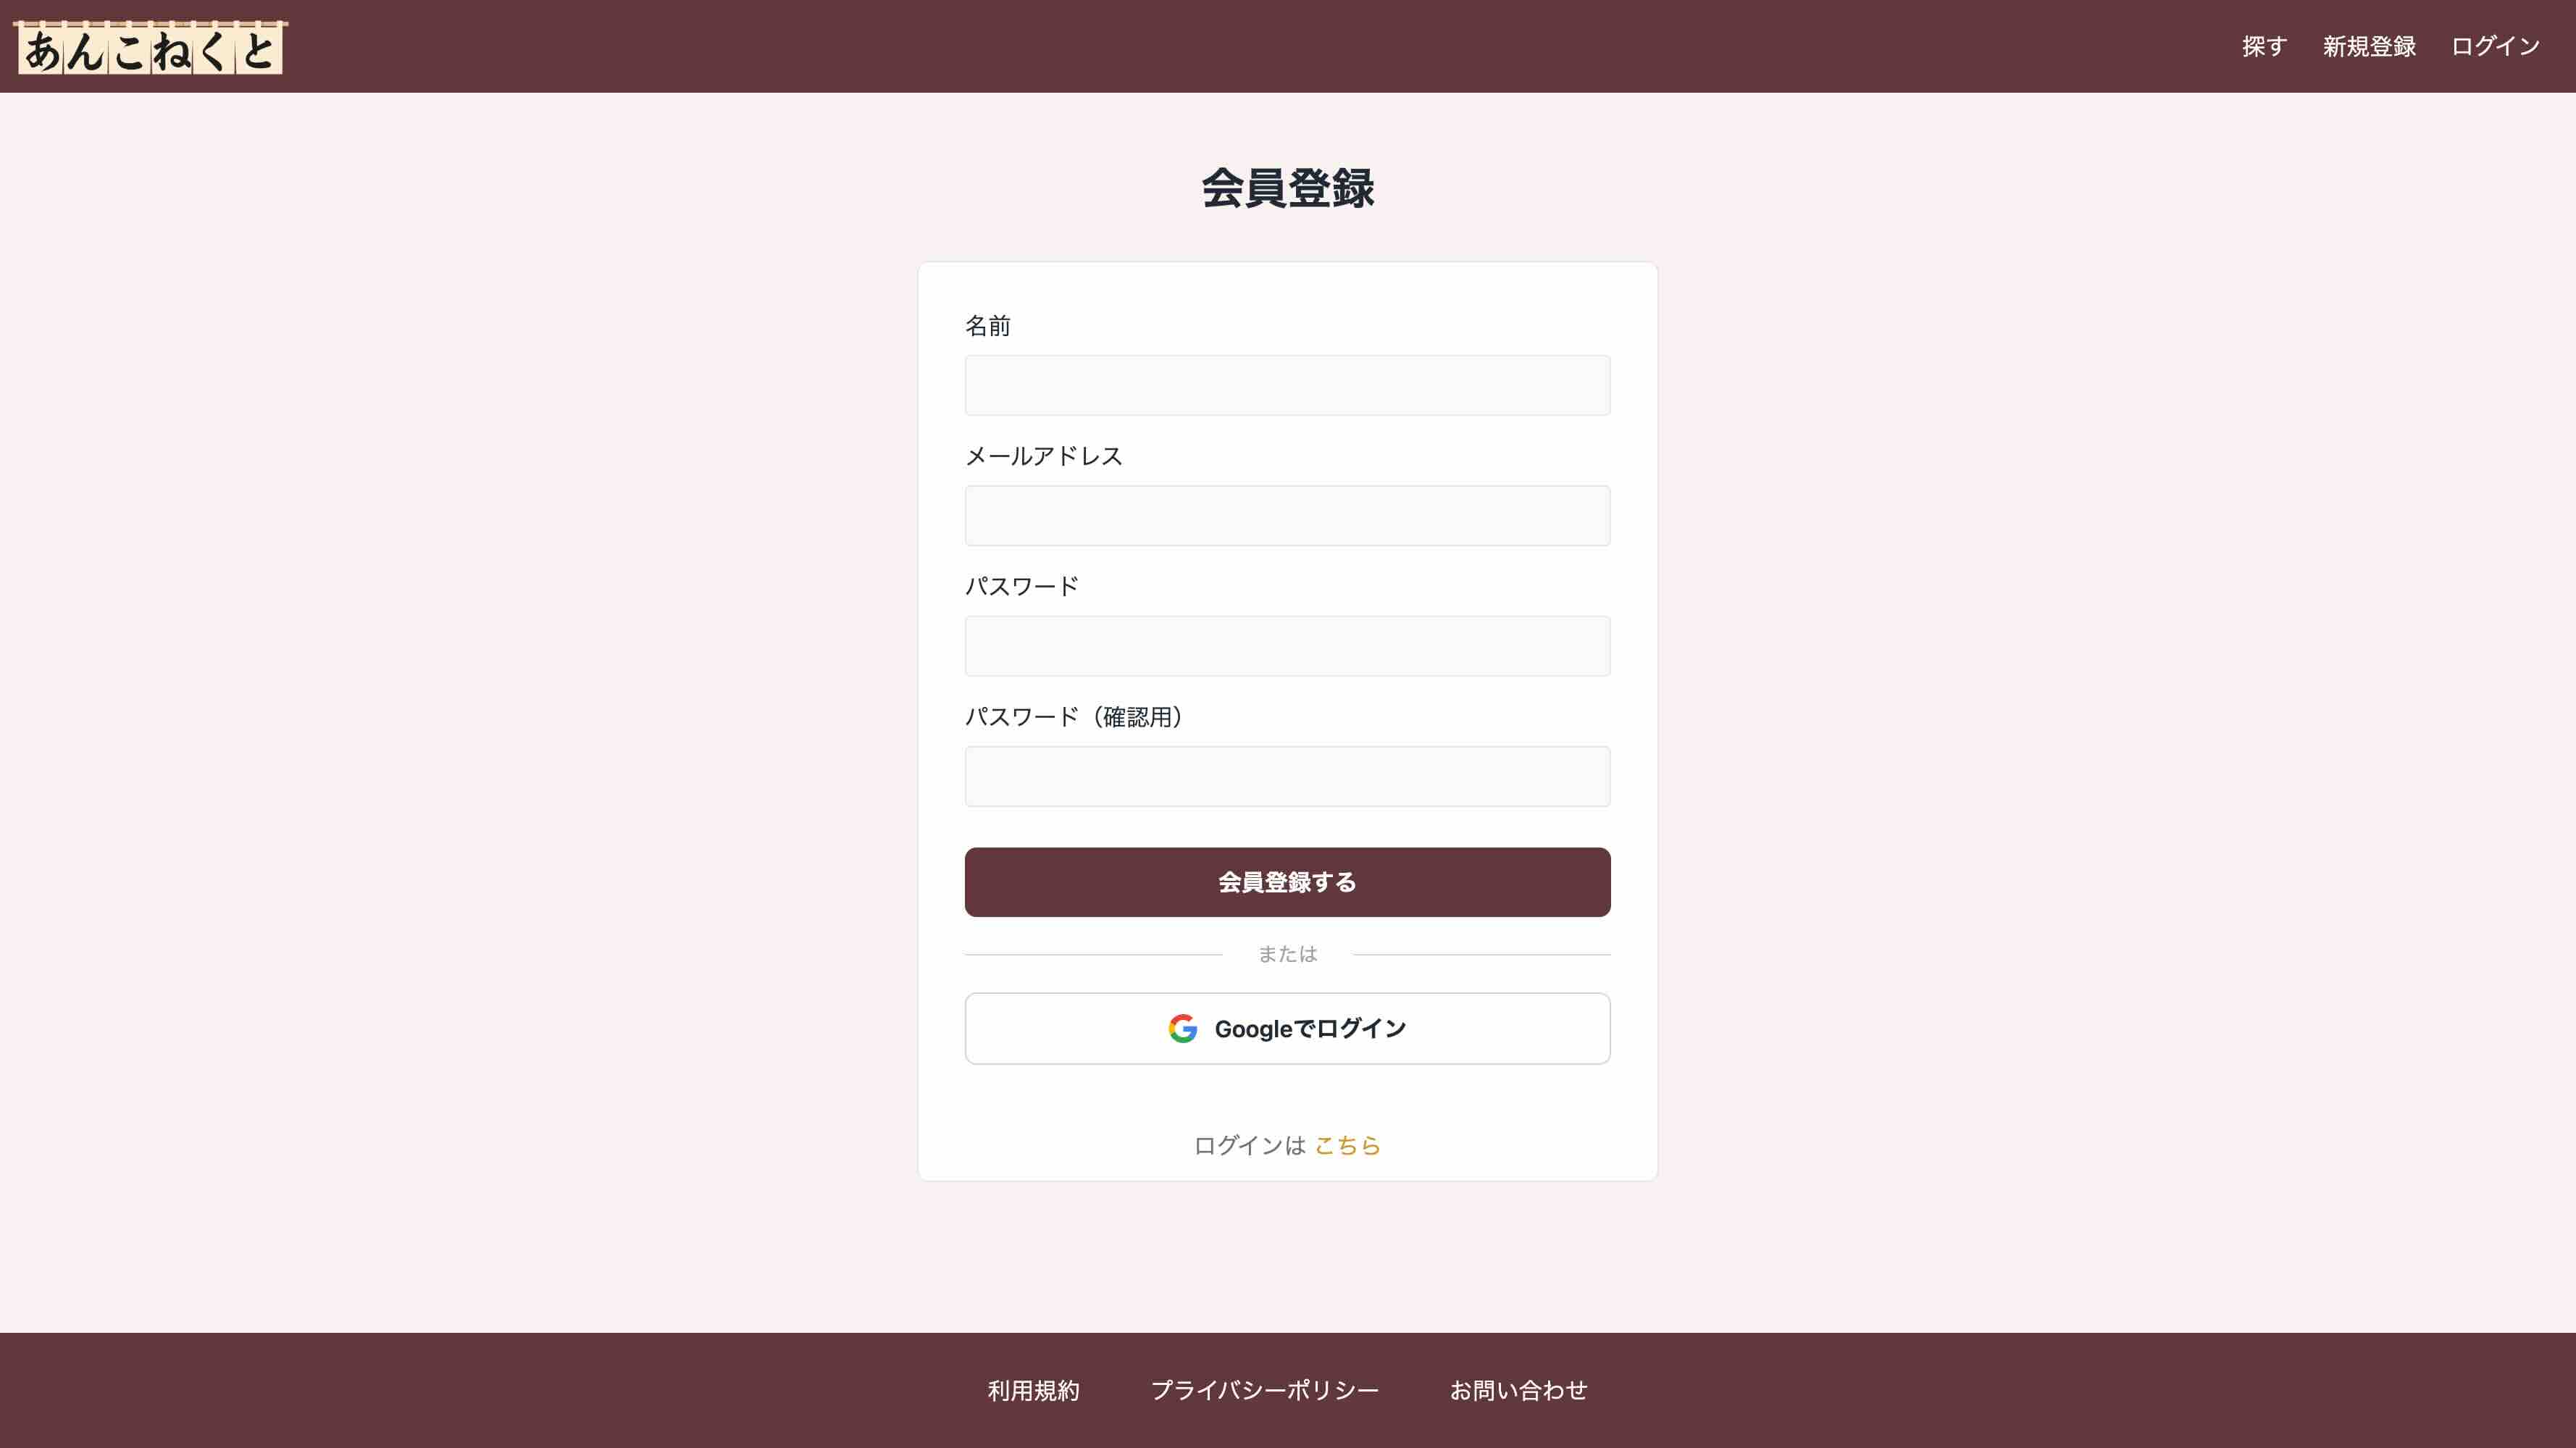 あんこねくと
探す 新規登録 ログイン
会員登録
名前
メールアドレス
パスワード
パスワード（確認用）
会員登録する
または
Googleでログイン
ログインは こちら
利用規約 プライバシーポリシー お問い合わせ